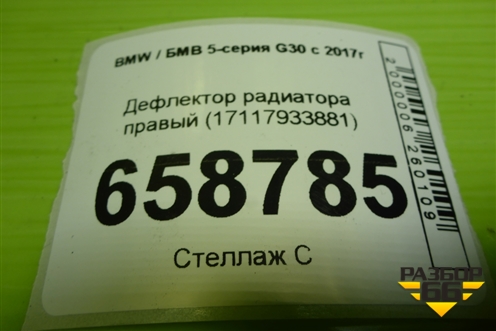 BMW / БМВ 5-серия G30 с 2017г
Дефлектор радиатора
правый (17117933881)
658785
Стеллаж С
2000006260109
РАЗБОР
66